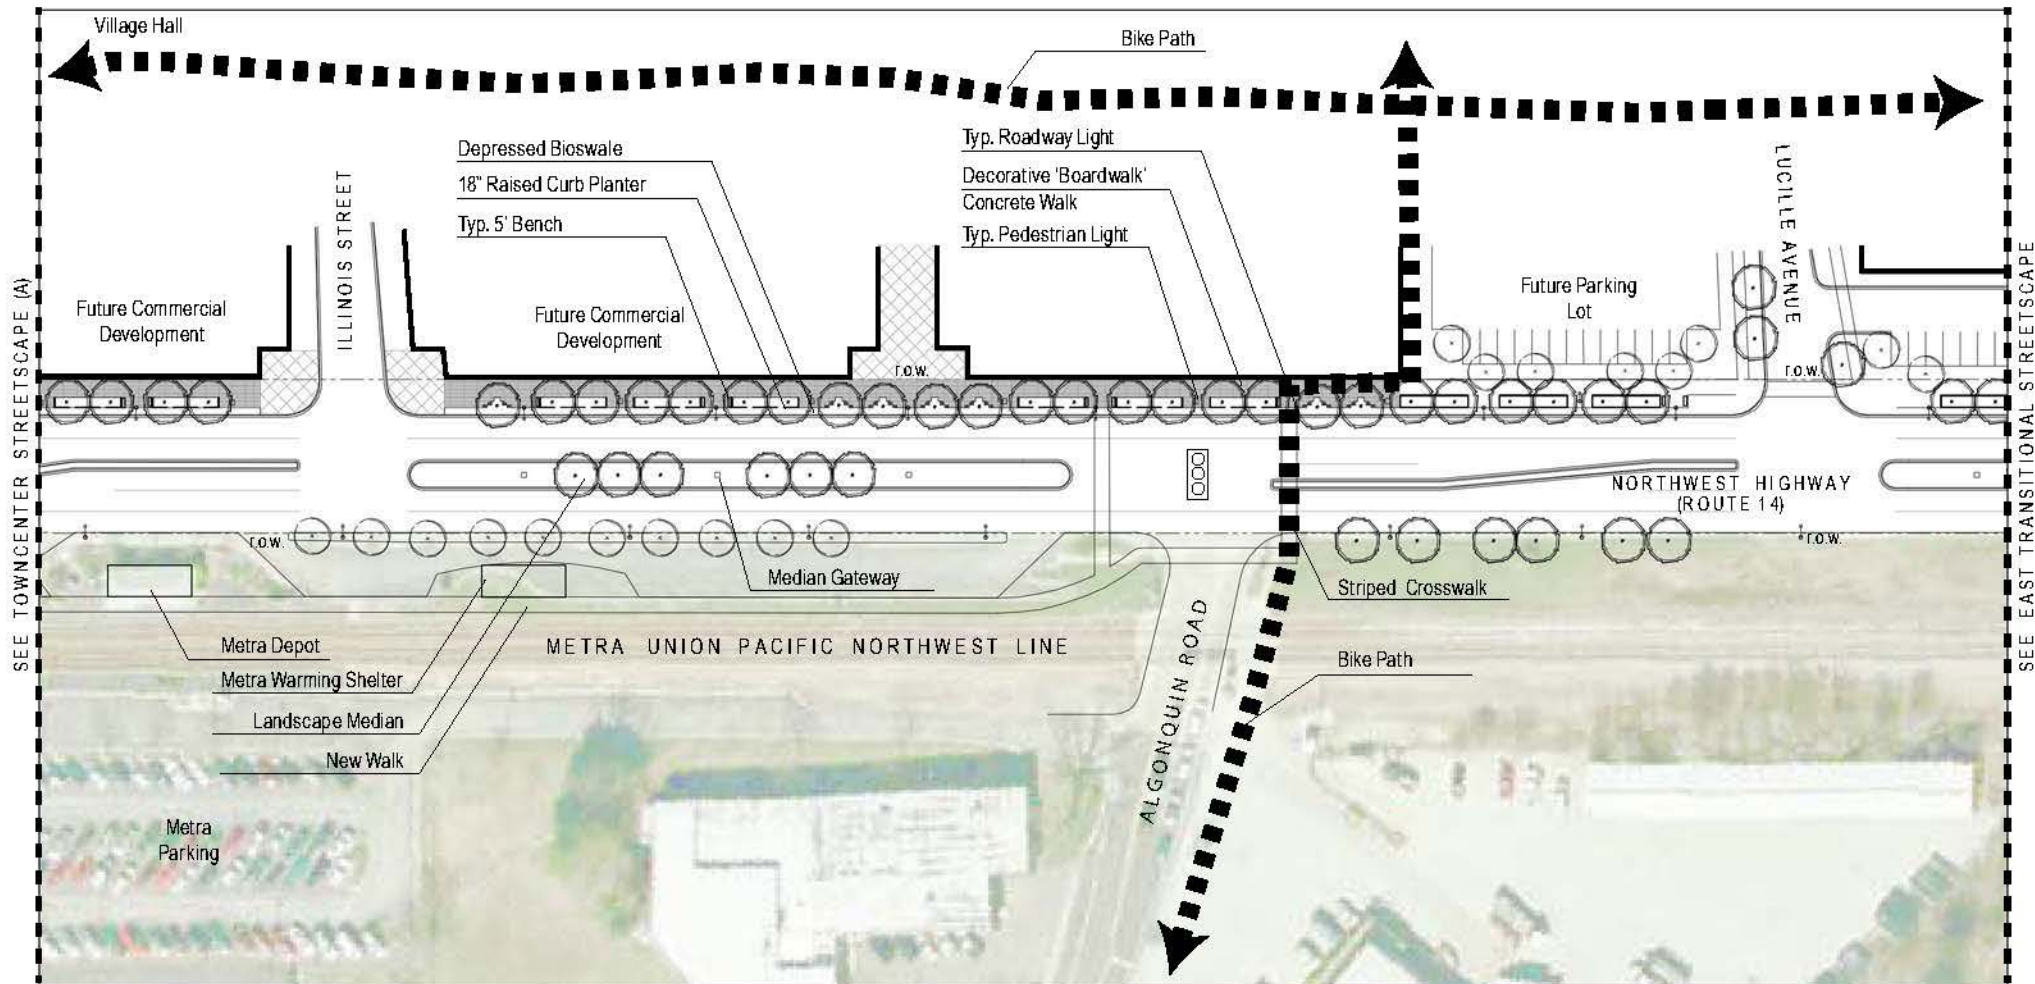 Village Hall
Bike Path
Depressed Bioswale
18" Raised Curb Planter
Typ. 5' Bench
Typ. Roadway Light
Decorative 'Boardwalk'
Concrete Walk
Typ. Pedestrian Light
ILLINOIS STREET
LUCILLE AVENUE
Future Commercial
Development
Future Commercial
Development
Future Parking
Lot
r.o.w.
r.o.w.
SEE TOWNCENTER STREETSCAPE (A)
SEE EAST TRANSITIONAL STREETSCAPE
NORTHWEST HIGHWAY
(ROUTE 14)
r.o.w.
r.o.w.
Median Gateway
Striped Crosswalk
Metra Depot
METRA UNION PACIFIC NORTHWEST LINE
Metra Warming Shelter
Landscape Median
New Walk
ALGONQUIN ROAD
Bike Path
Metra
Parking